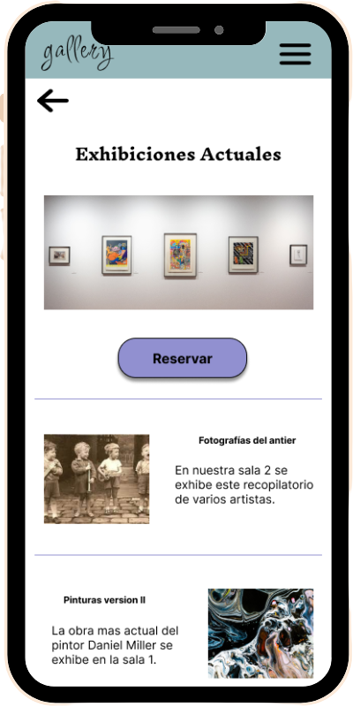 gallery
Exhibiciones Actuales
Reservar
Fotografías del antier
En nuestra sala 2 se
exhibe este recopilatorio
de varios artistas.
Pinturas version II
La obra mas actual del
pintor Daniel Miller se
exhibe en la sala 1.